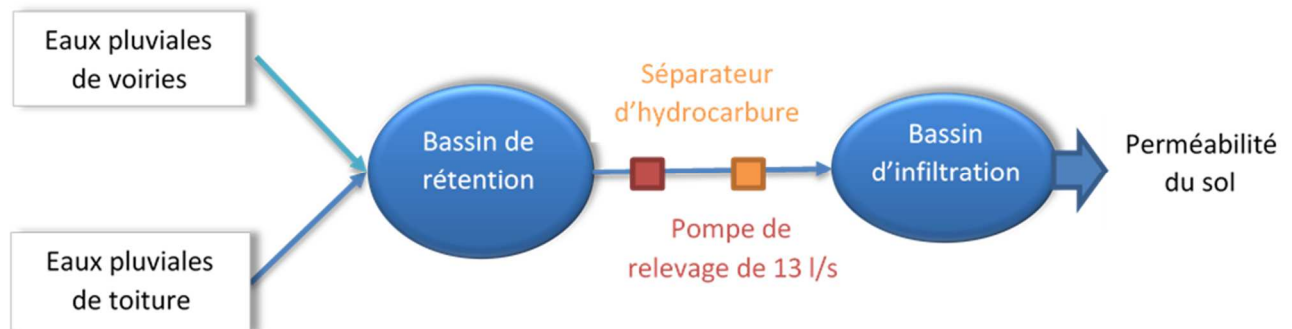 Eaux pluviales
de voiries
Eaux pluviales
de toiture
Bassin de
rétention
Séparateur
d’hydrocarbure
Pompe de
relevage de 13 l/s
Bassin
d’infiltration
Perméabilité
du sol